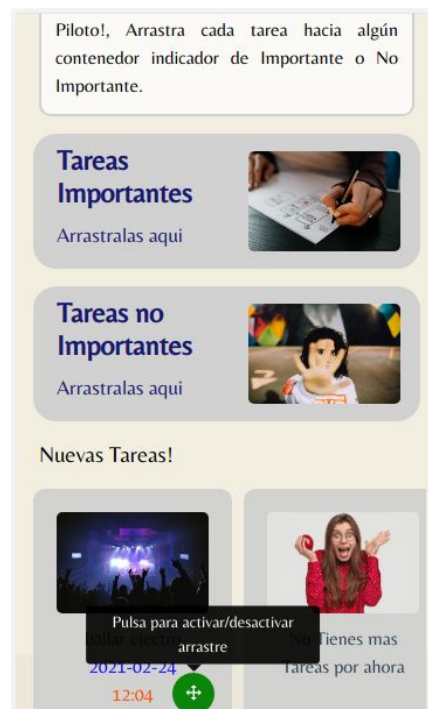 Piloto!, Arrastra cada tarea hacia algún
contenedor indicador de Importante o No
Importante.
Tareas
Importantes
Arrastralas aqui
Tareas no
Importantes
Arrastralas aqui
Nuevas Tareas!
Pulsa para activar/desactivar
arrastre
bailar electro
2021-02-24
12:04
No Tienes mas
Tareas por ahora